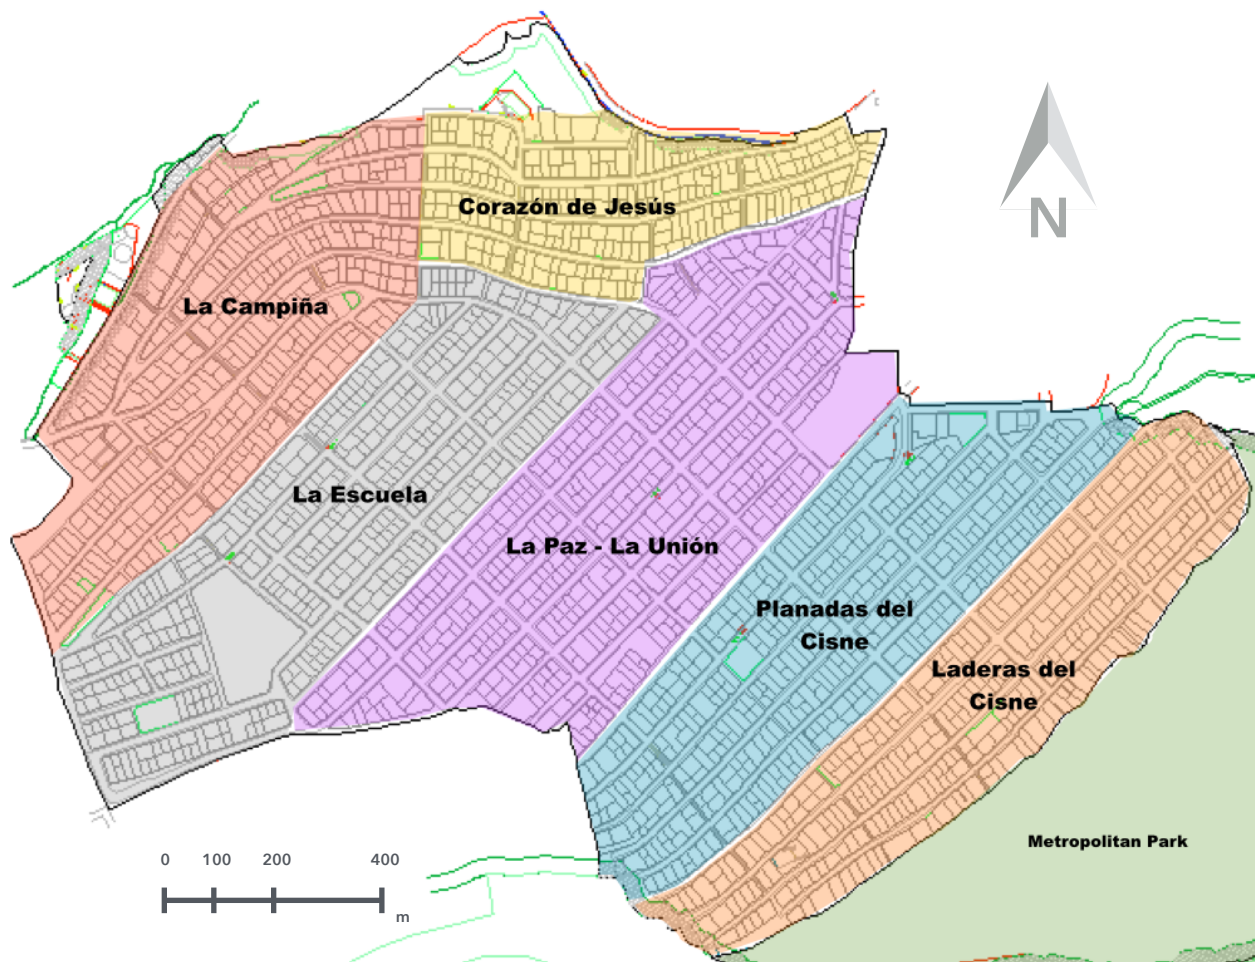 Corazón de Jesús
N
La Campiña
La Escuela
La Paz - La Unión
Planadas del
Cisne
Laderas del
Cisne
Metropolitan Park
0 100 200 400
m